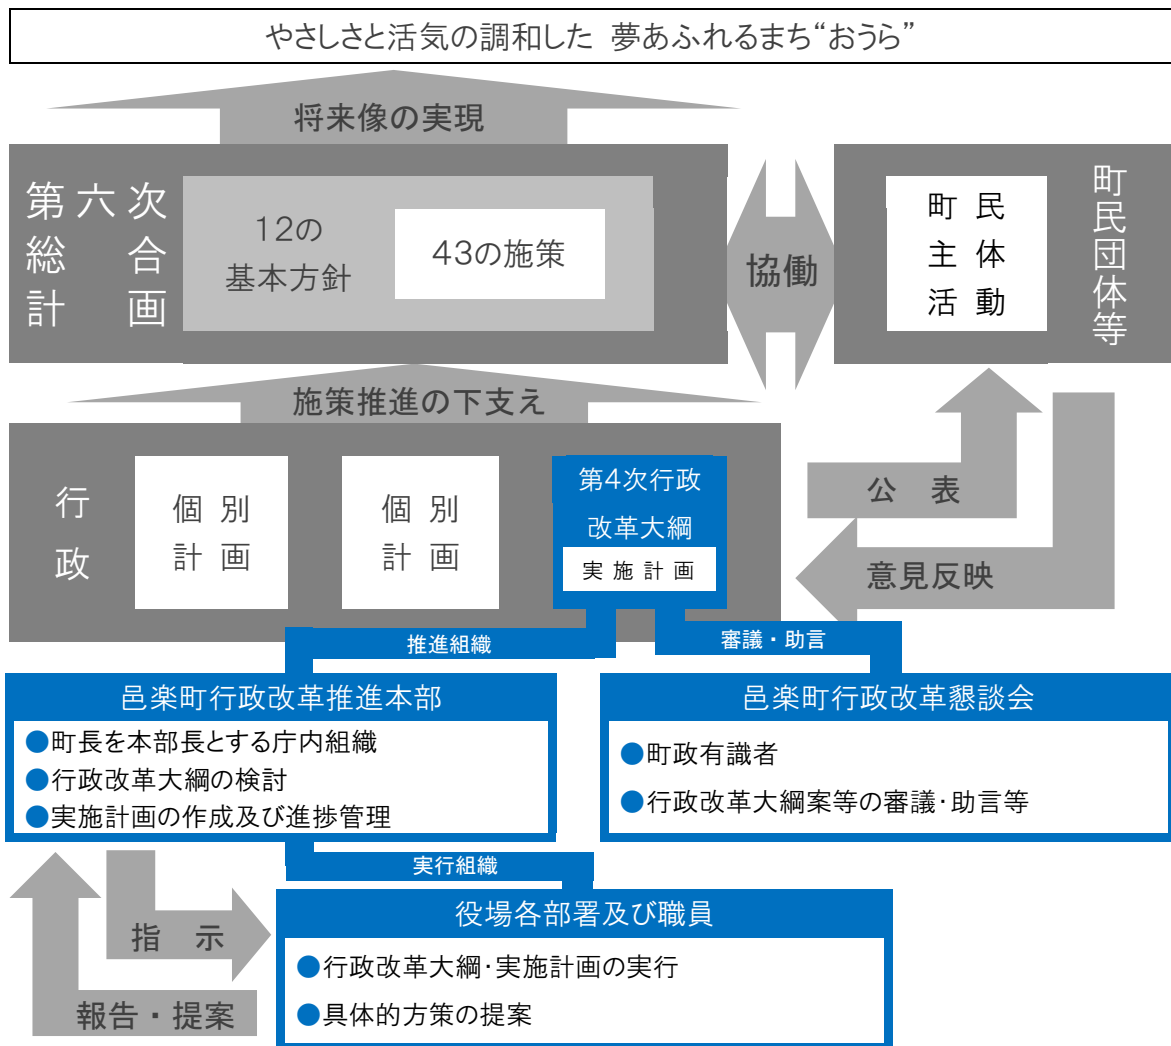 やさしさと活気の調和した 夢あふれるまち“おうら”
将来像の実現
第六次
総合
計画
12の
基本方針
43の施策
協働
町民
主体
活動
町民団体等
施策推進の下支え
行政
個別
計画
個別
計画
第4次行政
改革大綱
実施計画
公表
意見反映
推進組織
審議・助言
邑楽町行政改革推進本部
●町長を本部長とする庁内組織
●行政改革大綱の検討
●実施計画の作成及び進捗管理
邑楽町行政改革懇談会
●町政有識者
●行政改革大綱案等の審議・助言等
実行組織
指示
報告・提案
役場各部署及び職員
●行政改革大綱・実施計画の実行
●具体的方策の提案